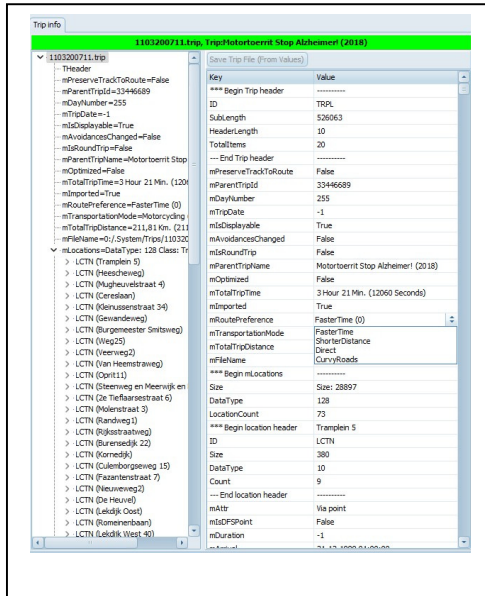 Trip info
1103200711.trip, Trip:Motortoerrit Stop Alzheimer! (2018)
1103200711.trip
THeader
mPreserveTrackToRoute=False
mParentTripId=33446689
mDayNumber=255
mTripDate=-1
mIsDisplayable=True
mAvoidancesChanged=False
mIsRoundTrip=False
mParentTripName=Motortoerrit Stop
mOptimized=False
mTotalTripTime=3 Hour 21 Min. (1206
mImported=True
mRoutePreference=FasterTime (0)
mTransportationMode=Motorcycling
mTotalTripDistance=211,81 Km. (211
mFileName=0:/.System/Trips/110320
mLocations=DataType: 128 Class: Tr
LCTN (Tramplein 5)
LCTN (Heescheweg)
LCTN (Mugheuvelstraat 4)
LCTN (Cereslaan)
LCTN (Kleinussenstraat 34)
LCTN (Gewandeweg)
LCTN (Burgemeester Smitsweg)
LCTN (Weg25)
LCTN (Veerweg2)
LCTN (Van Heemstraweg)
LCTN (Oprit11)
LCTN (Steenweg en Meerwijk en
LCTN (2e Tieflaarsestraat 6)
LCTN (Molenstraat 3)
LCTN (Randweg1)
LCTN (Rijksstraatweg)
LCTN (Burensedijk 22)
LCTN (Kornedijk)
LCTN (Culemborgseweg 15)
LCTN (Fazantenstraat 7)
LCTN (Nieuweweg2)
LCTN (De Heuvel)
LCTN (Lekdijk Oost)
LCTN (Romeinenbaan)
LCTN (Lekdijk West 40)
Save Trip File (From Values)
Key Value
*** Begin Trip header ----------
ID TRPL
SubLength 526063
HeaderLength 10
TotalItems 20
--- End Trip header ----------
mPreserveTrackToRoute False
mParentTripId 33446689
mDayNumber 255
mTripDate -1
mIsDisplayable True
mAvoidancesChanged False
mIsRoundTrip False
mParentTripName Motortoerrit Stop Alzheimer! (2018)
mOptimized False
mTotalTripTime 3 Hour 21 Min. (12060 Seconds)
mImported True
mRoutePreference FasterTime (0)
mTransportationMode FasterTime
ShorterDistance
mTotalTripDistance Direct
mFileName CurvyRoads
*** Begin mLocations ----------
Size Size: 28897
DataType 128
LocationCount 73
*** Begin location header Tramplein 5
ID LCTN
Size 380
DataType 10
Count 9
--- End location header ----------
mAttr Via point
mIsDFSPoint False
mDuration -1